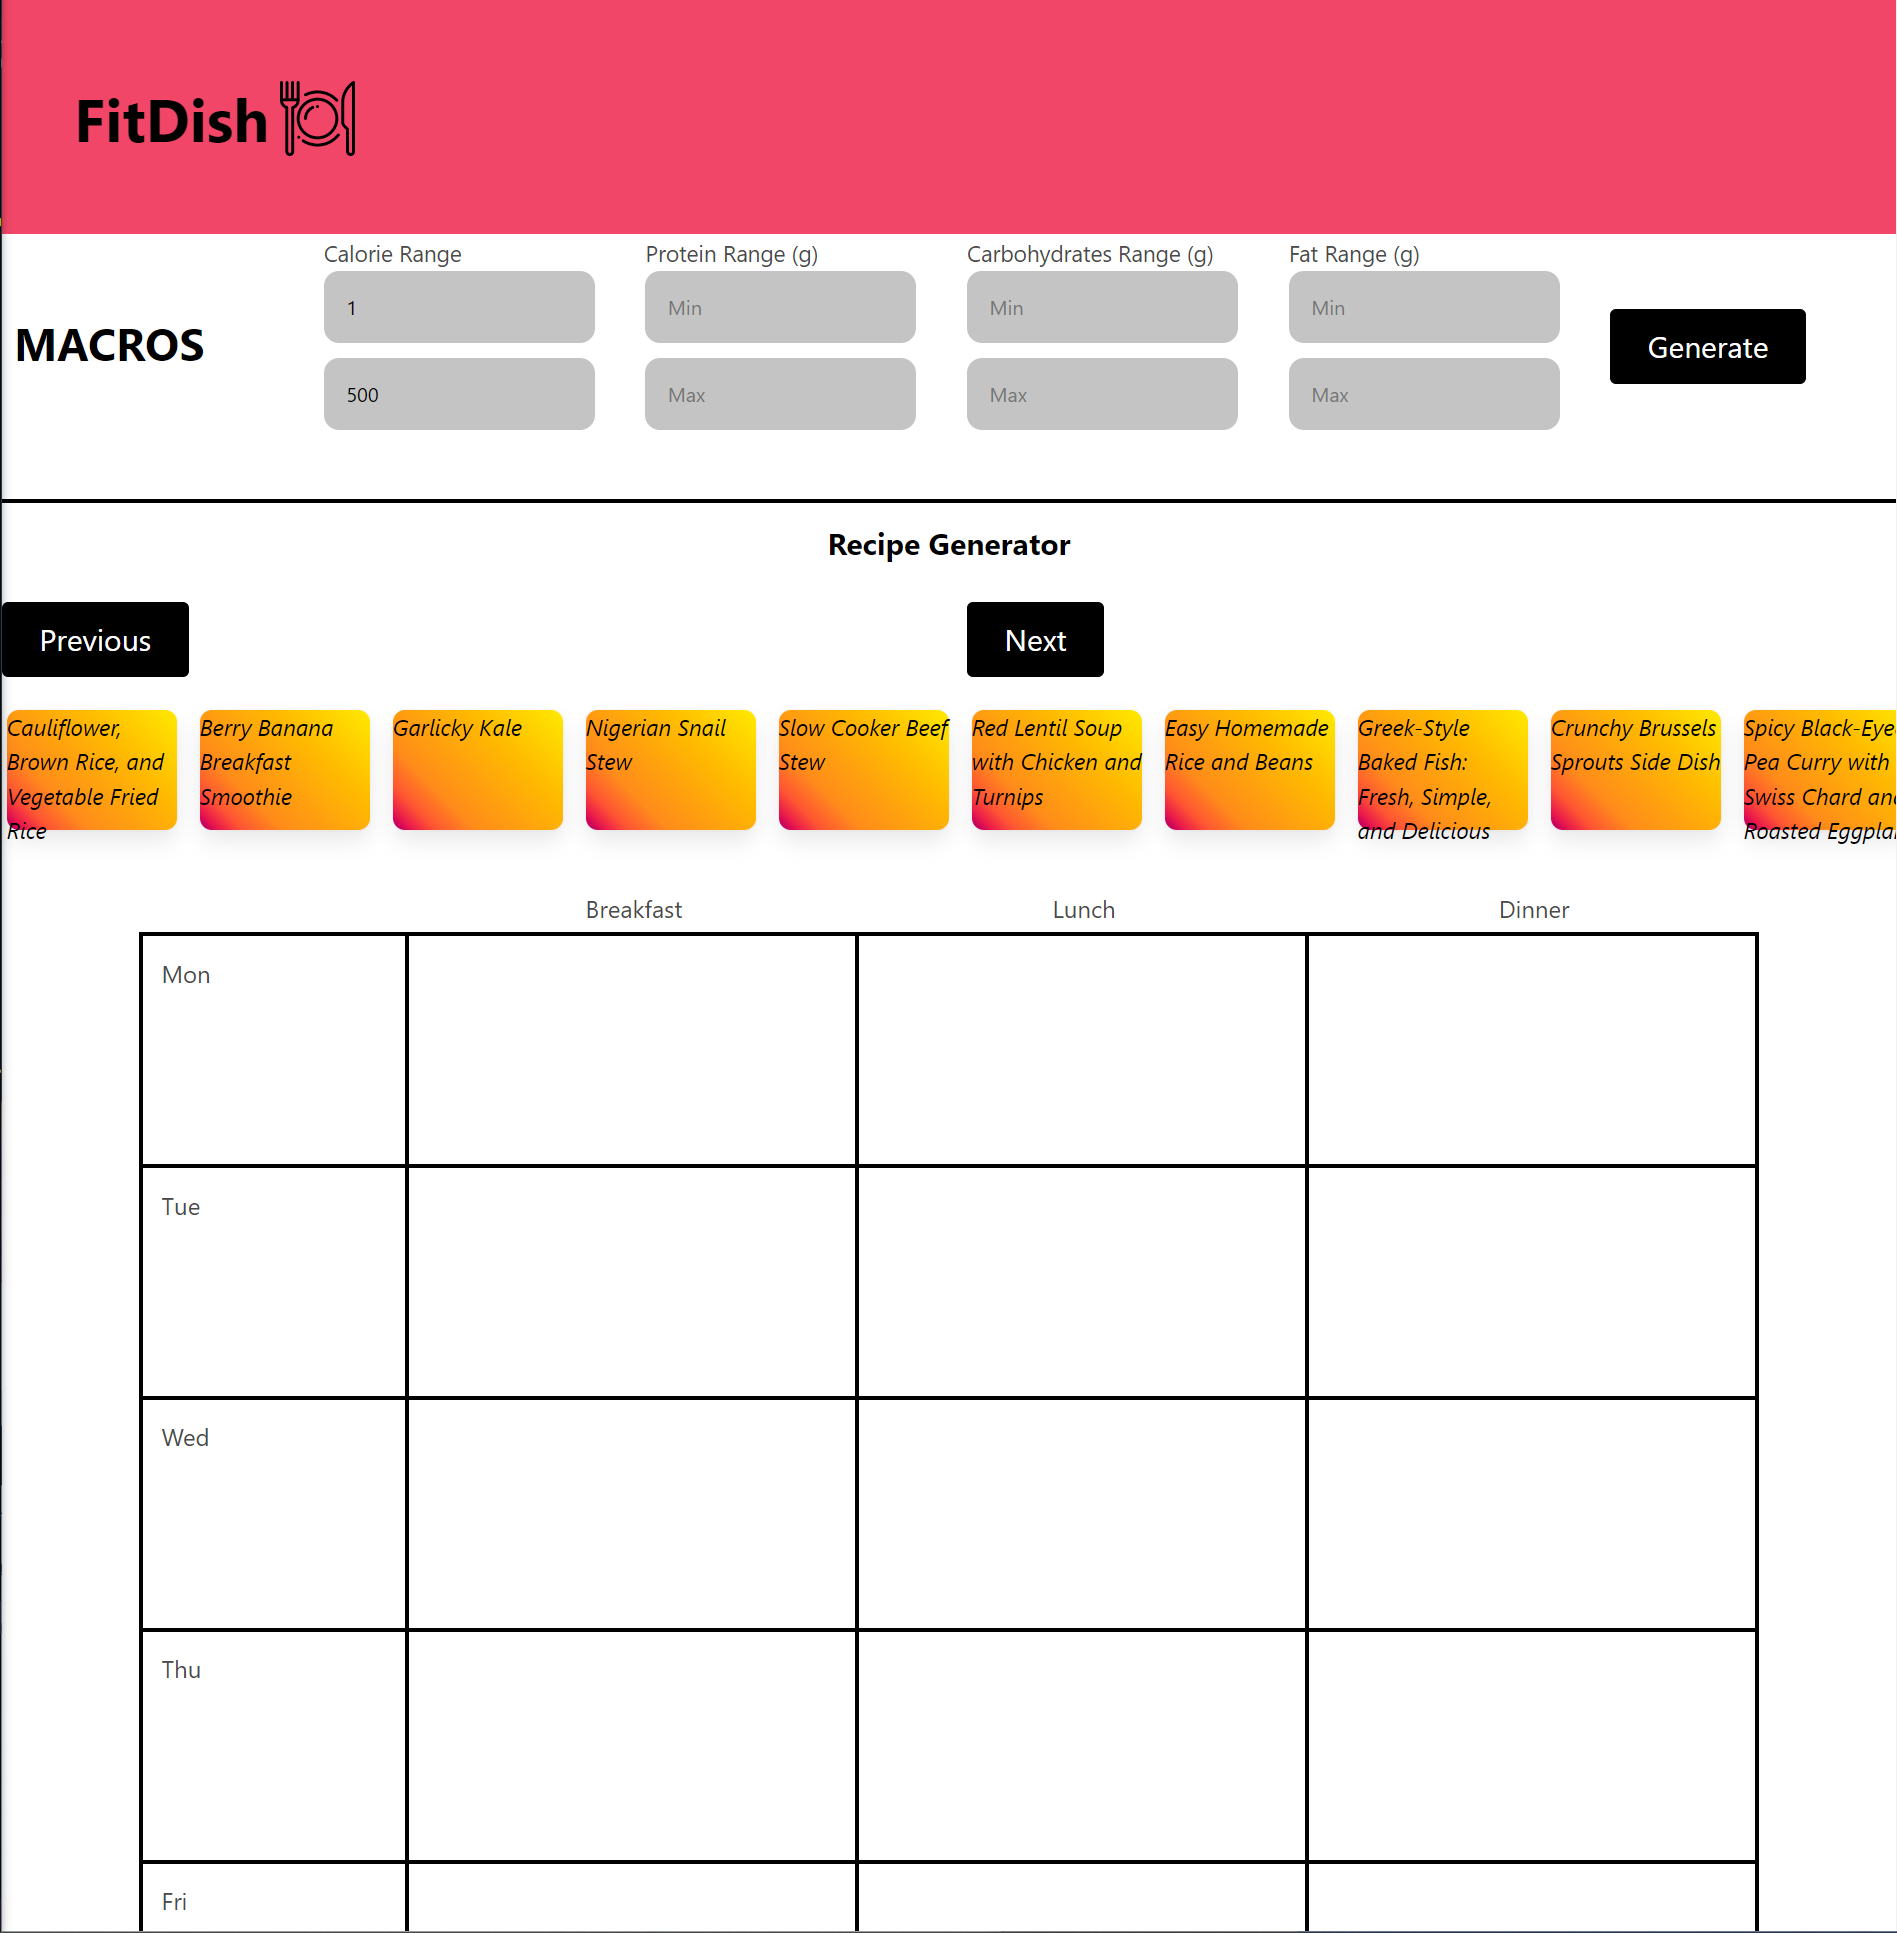 FitDish
Calorie Range
Protein Range (g)
Carbohydrates Range (g)
Fat Range (g)
MACROS
1
Min
Min
Min
500
Max
Max
Max
Generate
Recipe Generator
Previous
Next
Cauliflower,
Brown Rice, and
Vegetable Fried
Rice
Berry Banana
Breakfast
Smoothie
Garlicky Kale
Nigerian Snail
Stew
Slow Cooker Beef
Stew
Red Lentil Soup
with Chicken and
Turnips
Easy Homemade
Rice and Beans
Greek-Style
Baked Fish:
Fresh, Simple,
and Delicious
Crunchy Brussels
Sprouts Side Dish
Spicy Black-Eye
Pea Curry with
Swiss Chard and
Roasted Eggpla
Breakfast
Lunch
Dinner
Mon
Tue
Wed
Thu
Fri